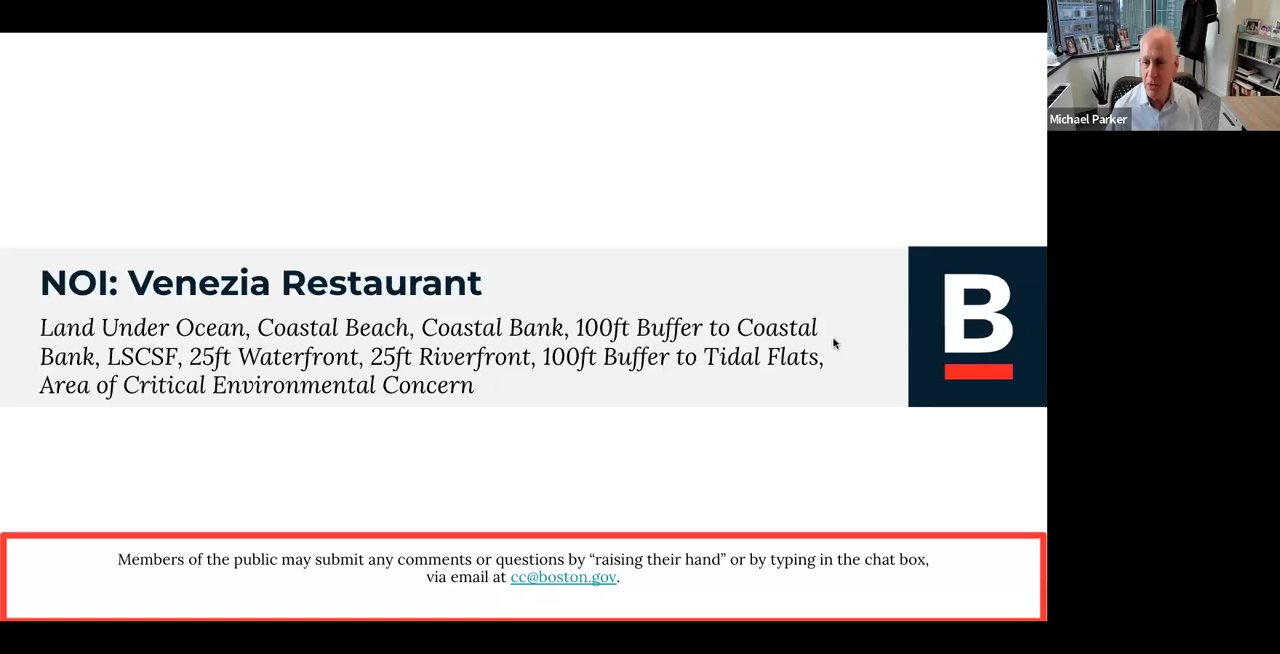 Michael Parker
NOI: Venezia Restaurant
Land Under Ocean, Coastal Beach, Coastal Bank, 100ft Buffer to Coastal
Bank, LSCSF, 25ft Waterfront, 25ft Riverfront, 100ft Buffer to Tidal Flats,
Area of Critical Environmental Concern
B
Members of the public may submit any comments or questions by “raising their hand” or by typing in the chat box,
via email at cc@boston.gov.